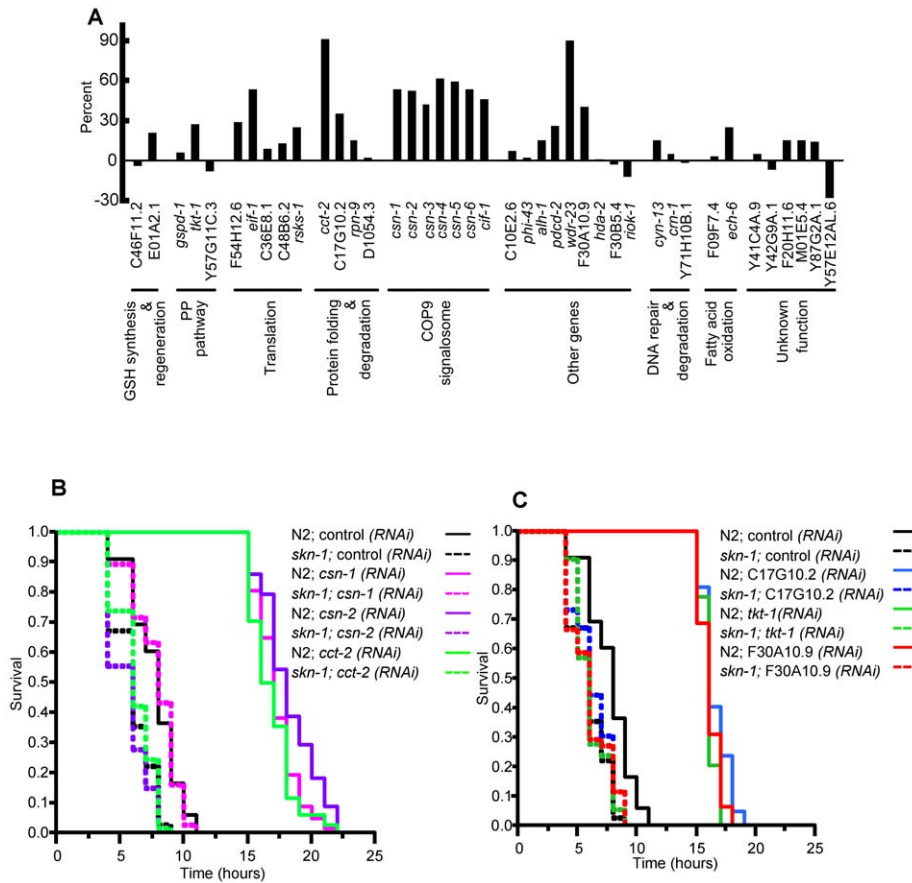 A
Percent
90
60
30
0
-30
C46F11.2
E01A2.1
gspd-1
tkt-1
Y57G11C.3
F54H12.6
eif-1
C36E8.1
C48B6.2
rsks-1
cct-2
C17G10.2
rpn-9
D1054.3
csn-1
csn-2
csn-3
csn-4
csn-5
csn-6
cif-1
C10E2.6
phi-43
alh-1
pdcd-2
wdr-23
F30A10.9
hda-2
F30B5.4
riok-1
cyn-13
crn-1
Y71H10B.1
F09F7.4
ech-6
Y41C4A.9
Y42G9A.1
F20H11.6
M01E5.4
Y87G2A.1
Y57E12AL.6
GSH synthesis
&
regeneration
PP
pathway
Translation
Protein folding
&
degradation
COP9
signalosome
Other genes
DNA repair
&
degradation
Fatty acid
oxidation
Unknown
function
B
Survival
1.0
0.9
0.8
0.7
0.6
0.5
0.4
0.3
0.2
0.1
0.0
0 5 10 15 20 25
Time (hours)
N2; control (RNAi)
skn-1; control (RNAi)
N2; csn-1 (RNAi)
skn-1; csn-1 (RNAi)
N2; csn-2 (RNAi)
skn-1; csn-2 (RNAi)
N2; cct-2 (RNAi)
skn-1; cct-2 (RNAi)
C
Survival
1.0
0.9
0.8
0.7
0.6
0.5
0.4
0.3
0.2
0.1
0.0
0 5 10 15 20 25
Time (hours)
N2; control (RNAi)
skn-1; control (RNAi)
N2; C17G10.2 (RNAi)
skn-1; C17G10.2 (RNAi)
N2; tkt-1(RNAi)
skn-1; tkt-1 (RNAi)
N2; F30A10.9 (RNAi)
skn-1; F30A10.9 (RNAi)